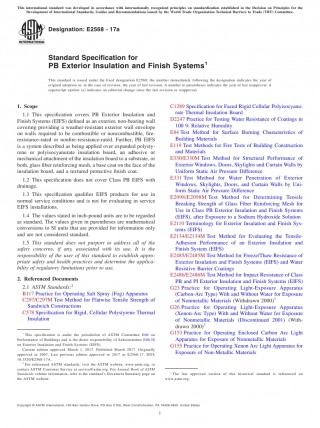 This international standard was developed in accordance with internationally recognized principles on standardization established in the Decision on Principles for the
Development of International Standards, Guides and Recommendations issued by the World Trade Organization Technical Barriers to Trade (TBT) Committee.
Designation: E2568 − 17a
Standard Specification for
PB Exterior Insulation and Finish Systems1
This standard is issued under the fixed designation E2568; the number immediately following the designation indicates the year of
original adoption or, in the case of revision, the year of last revision. A number in parentheses indicates the year of last reapproval. A
superscript epsilon (ε) indicates an editorial change since the last revision or reapproval.
1. Scope
1.1 This specification covers PB Exterior Insulation and
Finish Systems (EIFS) defined as an exterior, non-bearing wall
covering providing a weather-resistant exterior wall envelope
on walls required to be combustible or noncombustible, fire-
resistance-rated or nonfire-resistance-rated. Further, PB EIFS
is a system described as being applied over expanded polysty-
rene or polyisocyanurate insulation board, an adhesive or
mechanical attachment of the insulation board to a substrate, or
both, glass fiber reinforcing mesh, a base coat on the face of the
insulation board, and a textured protective finish coat.
1.2 This specification does not cover Class PB EIFS with
drainage.
1.3 This specification qualifies EIFS products for use in
normal service conditions and is not for evaluating in service
EIFS installations.
1.4 The values stated in inch-pound units are to be regarded
as standard. The values given in parentheses are mathematical
conversions to SI units that are provided for information only
and are not considered standard.
1.5 This standard does not purport to address all of the
safety concerns, if any, associated with its use. It is the
responsibility of the user of this standard to establish appro-
priate safety and health practices and determine the applica-
bility of regulatory limitations prior to use.
2. Referenced Documents
2.1 ASTM Standards:2
B117 Practice for Operating Salt Spray (Fog) Apparatus
C297/C297M Test Method for Flatwise Tensile Strength of
Sandwich Constructions
C578 Specification for Rigid, Cellular Polystyrene Thermal
Insulation
1 This specification is under the jurisdiction of ASTM Committee E06 on
Performance of Buildings and is the direct responsibility of Subcommittee E06.58
on Exterior Insulation and Finish Systems (EIFS).
Current edition approved March 1, 2017. Published March 2017. Originally
approved in 2007. Last previous edition approved in 2017 as E2568-17. DOI:
10.1520/E2568-17A.
2 For referenced ASTM standards, visit the ASTM website, www.astm.org, or
contact ASTM Customer Service at service@astm.org. For Annual Book of ASTM
Standards volume information, refer to the standard's Document Summary page on
the ASTM website.
C1289 Specification for Faced Rigid Cellular Polyisocyanu-
rate Thermal Insulation Board
D2247 Practice for Testing Water Resistance of Coatings in
100 % Relative Humidity
E84 Test Method for Surface Burning Characteristics of
Building Materials
E119 Test Methods for Fire Tests of Building Construction
and Materials
E330/E330M Test Method for Structural Performance of
Exterior Windows, Doors, Skylights and Curtain Walls by
Uniform Static Air Pressure Difference
E331 Test Method for Water Penetration of Exterior
Windows, Skylights, Doors, and Curtain Walls by Uni-
form Static Air Pressure Difference
E2098/E2098M Test Method for Determining Tensile
Breaking Strength of Glass Fiber Reinforcing Mesh for
Use in Class PB Exterior Insulation and Finish Systems
(EIFS), after Exposure to a Sodium Hydroxide Solution
E2110 Terminology for Exterior Insulation and Finish Sys-
tems (EIFS)
E2134/E2134M Test Method for Evaluating the Tensile-
Adhesion Performance of an Exterior Insulation and
Finish System (EIFS)
E2485/E2485M Test Method for Freeze/Thaw Resistance of
Exterior Insulation and Finish Systems (EIFS) and Water
Resistive Barrier Coatings
E2486/E2486M Test Method for Impact Resistance of Class
PB and PI Exterior Insulation and Finish Systems (EIFS)
G23 Practice for Operating Light-Exposure Apparatus
(Carbon-Arc Type) With and Without Water for Exposure
of Nonmetallic Materials (Withdrawn 2000)3
G26 Practice for Operating Light-Exposure Apparatus
(Xenon-Arc Type) With and Without Water for Exposure
of Nonmetallic Materials (Discontinued 2001) (With-
drawn 2000)3
G153 Practice for Operating Enclosed Carbon Arc Light
Apparatus for Exposure of Nonmetallic Materials
G155 Practice for Operating Xenon Arc Light Apparatus for
Exposure of Non-Metallic Materials
3 The last approved version of this historical standard is referenced on
www.astm.org.
Copyright © ASTM International, 100 Barr Harbor Drive, PO Box C700, West Conshohocken, PA 19428-2959. United States
1